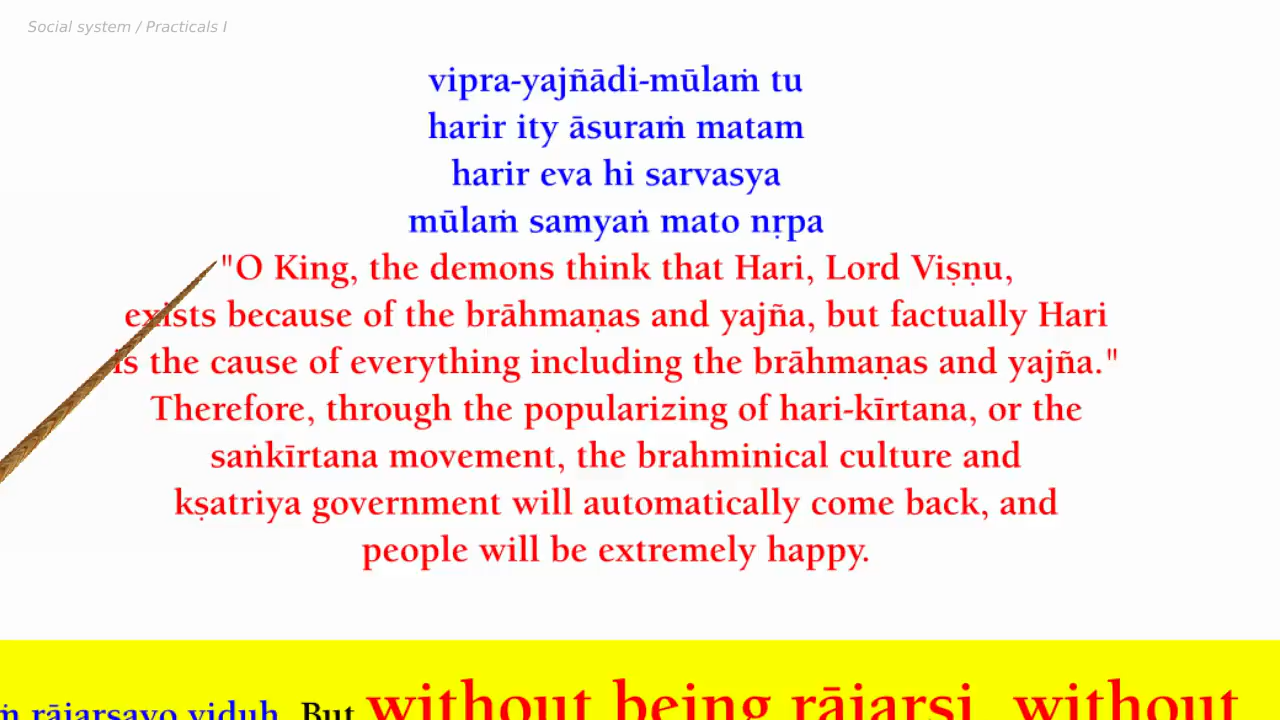 Social system / Practicals I
vipra-yajñādi-mūlaṁ tu
harir ity āsuraṁ matam
harir eva hi sarvasya
mūlaṁ samyaṅ mato nṛpa
"O King, the demons think that Hari, Lord Viṣṇu,
exists because of the brāhmaṇas and yajña, but factually Hari
is the cause of everything including the brāhmaṇas and yajña."
Therefore, through the popularizing of hari-kīrtana, or the
saṅkīrtana movement, the brahminical culture and
kṣatriya government will automatically come back, and
people will be extremely happy.
rājarṣayo viduḥ. But without being rājarṣi, without